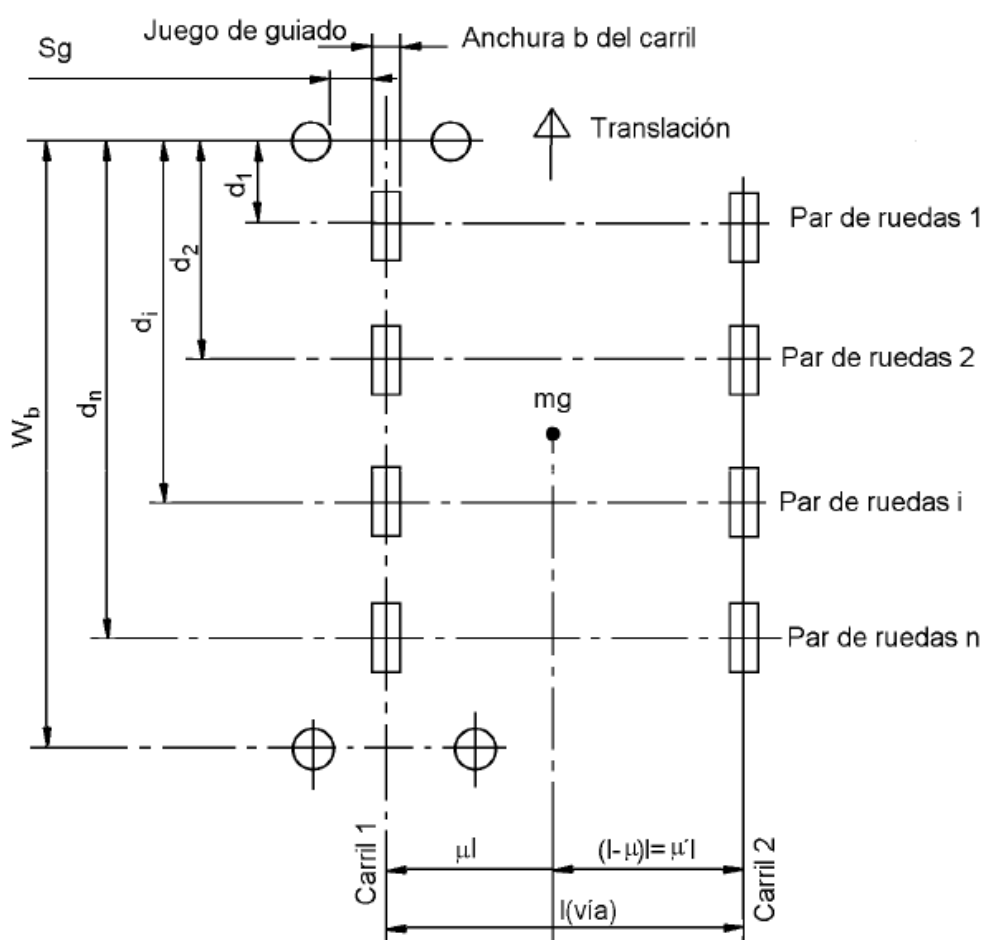 Juego de guiado
Anchura b del carril
Sg
Translación
d₁
Par de ruedas 1
d₂
Par de ruedas 2
dᵢ
mg
dₙ
W_b
Par de ruedas i
Par de ruedas n
Carril 1
μl
(l-μ)l= μ'l
Carril 2
l(vía)